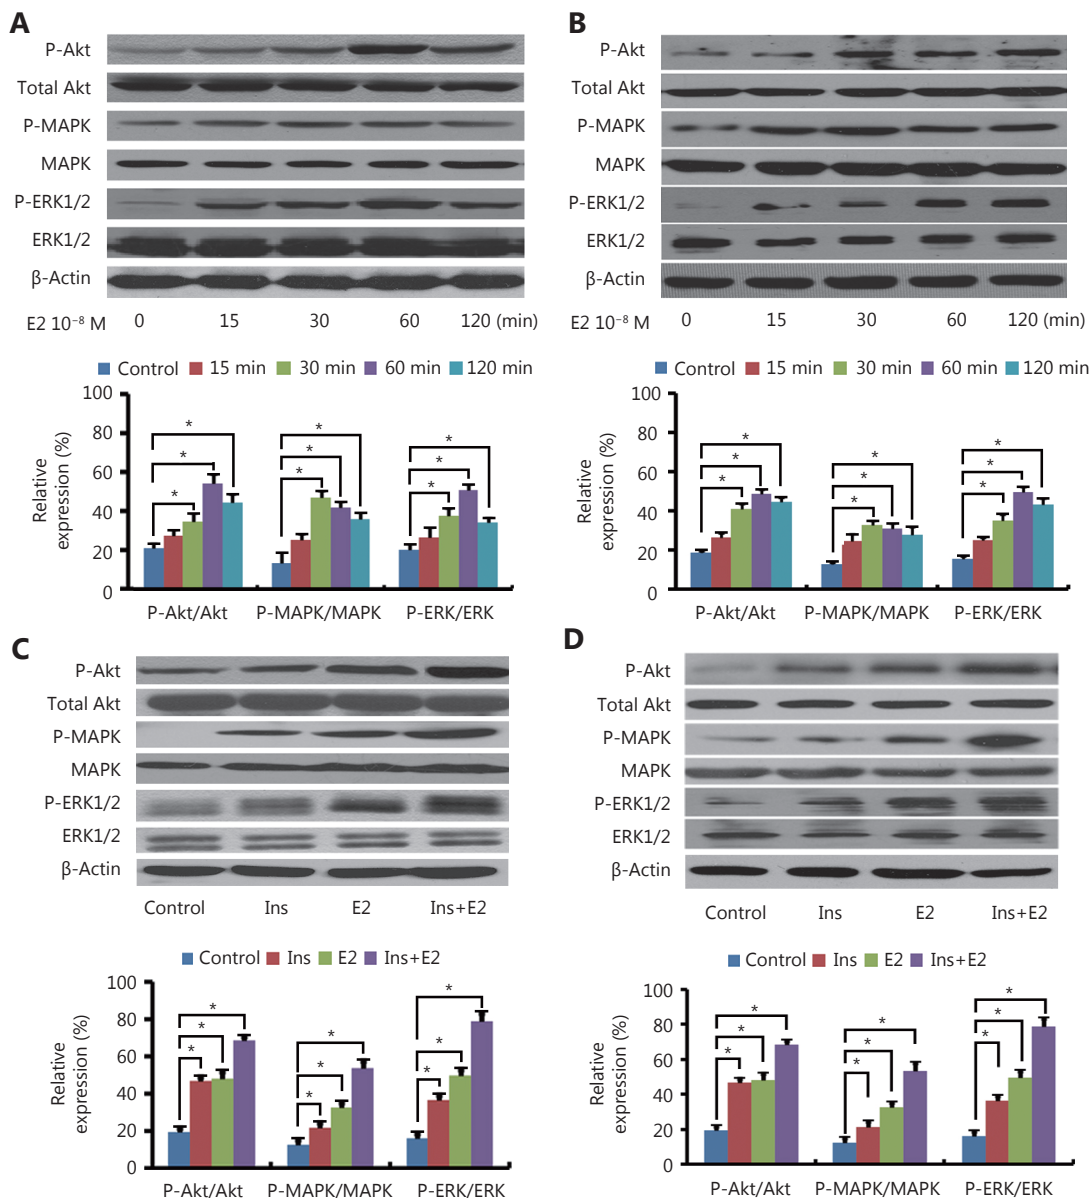 A
P-Akt
Total Akt
P-MAPK
MAPK
P-ERK1/2
ERK1/2
β-Actin
E2 10⁻⁸ M 0 15 30 60 120 (min)
Control 15 min 30 min 60 min 120 min
Relative
expression (%)
100
80
60
40
20
0
* * * * * * * * *
P-Akt/Akt P-MAPK/MAPK P-ERK/ERK
B
P-Akt
Total Akt
P-MAPK
MAPK
P-ERK1/2
ERK1/2
β-Actin
E2 10⁻⁸ M 0 15 30 60 120 (min)
Control 15 min 30 min 60 min 120 min
Relative
expression (%)
100
80
60
40
20
0
* * * * * * * * *
P-Akt/Akt P-MAPK/MAPK P-ERK/ERK
C
P-Akt
Total Akt
P-MAPK
MAPK
P-ERK1/2
ERK1/2
β-Actin
Control Ins E2 Ins+E2
Control Ins E2 Ins+E2
Relative
expression (%)
100
80
60
40
20
0
* * * * * * * * *
P-Akt/Akt P-MAPK/MAPK P-ERK/ERK
D
P-Akt
Total Akt
P-MAPK
MAPK
P-ERK1/2
ERK1/2
β-Actin
Control Ins E2 Ins+E2
Control Ins E2 Ins+E2
Relative
expression (%)
100
80
60
40
20
0
* * * * * * * * *
P-Akt/Akt P-MAPK/MAPK P-ERK/ERK